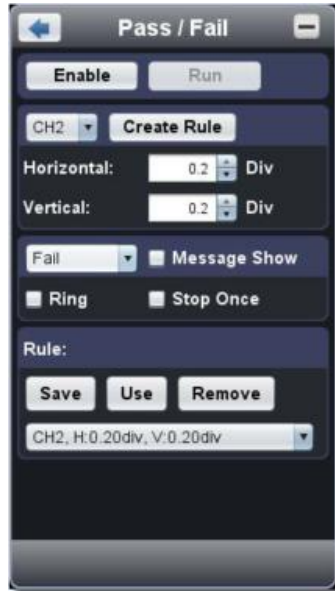 Pass / Fail
Enable Run
CH2 Create Rule
Horizontal: 0.2 Div
Vertical: 0.2 Div
Fail Message Show
Ring Stop Once
Rule:
Save Use Remove
CH2, H:0.20div, V:0.20div